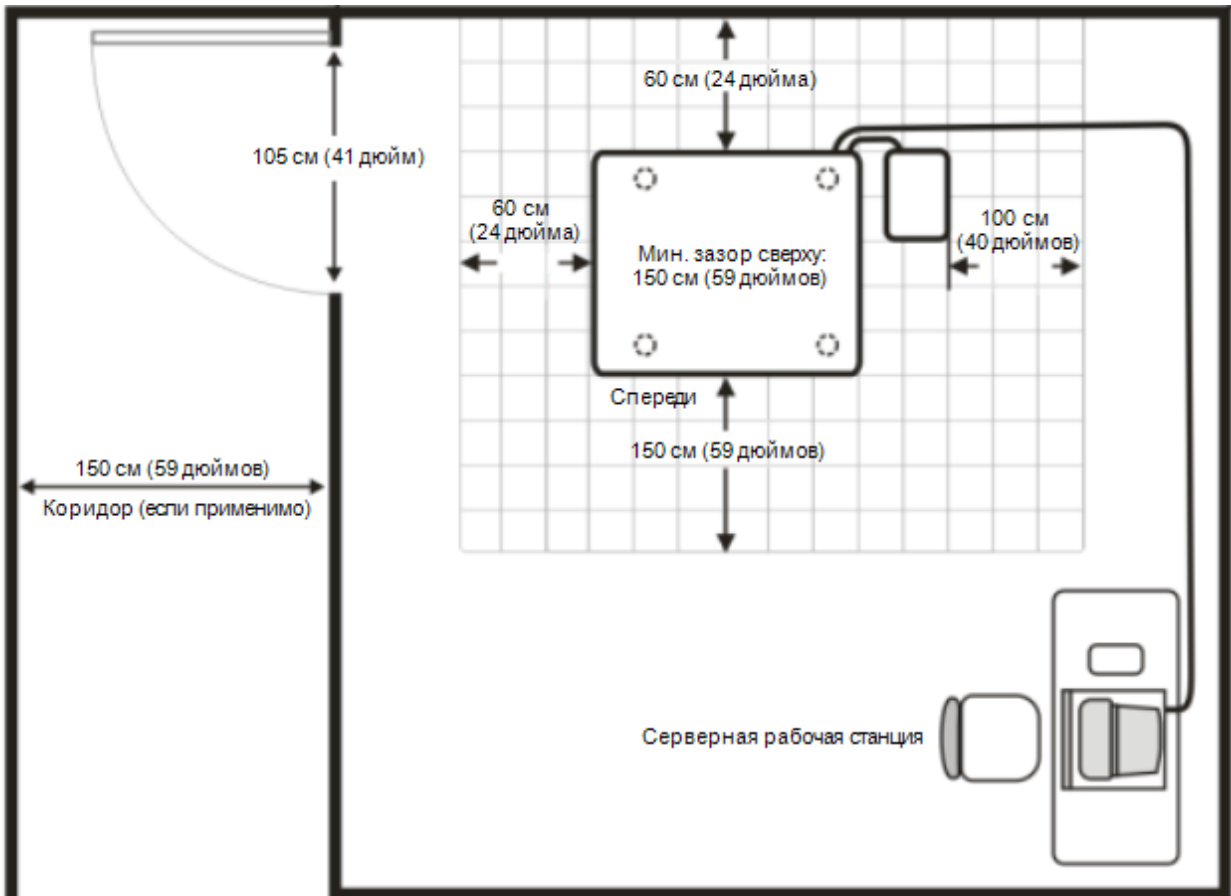 60 см (24 дюйма)
105 см (41 дюйм)
60 см
(24 дюйма)
100 см
(40 дюймов)
Мин. зазор сверху:
150 см (59 дюймов)
Спереди
150 см (59 дюймов)
150 см (59 дюймов)
Коридор (если применимо)
Серверная рабочая станция